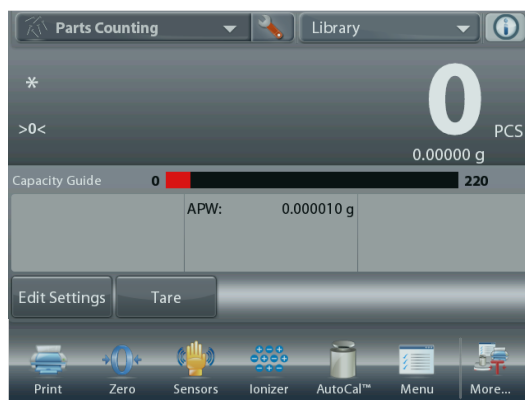 Parts Counting
Library
*
0
>0<
PCS
0.00000 g
Capacity Guide 0 220
APW: 0.000010 g
Edit Settings Tare
Print Zero Sensors Ionizer AutoCal™ Menu More...